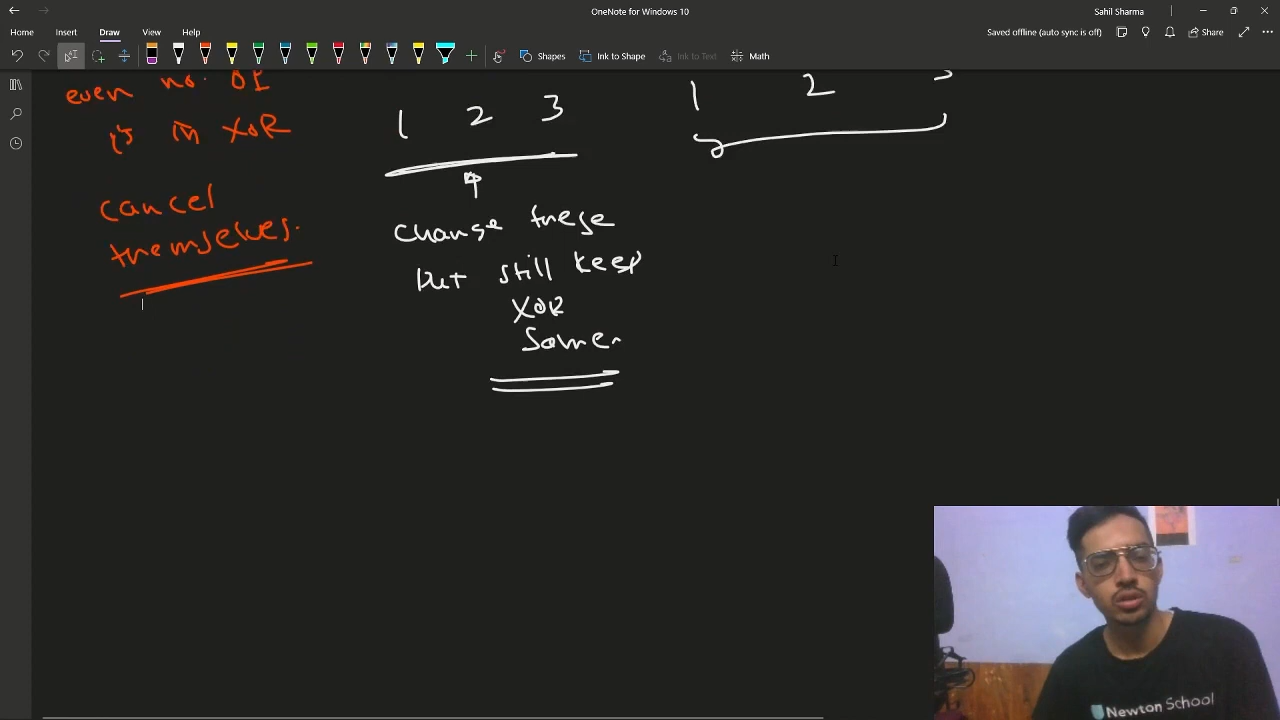 OneNote for Windows 10
Sahil Sharma
Home Insert Draw View Help
Saved offline (auto sync is off)
Share
Shapes Ink to Shape Ink to Text Math
even no. of
1's in XOR
cancel
themselves.
1 2 3
change these
but still keep
XOR
Same.
1 2 3
Newton School